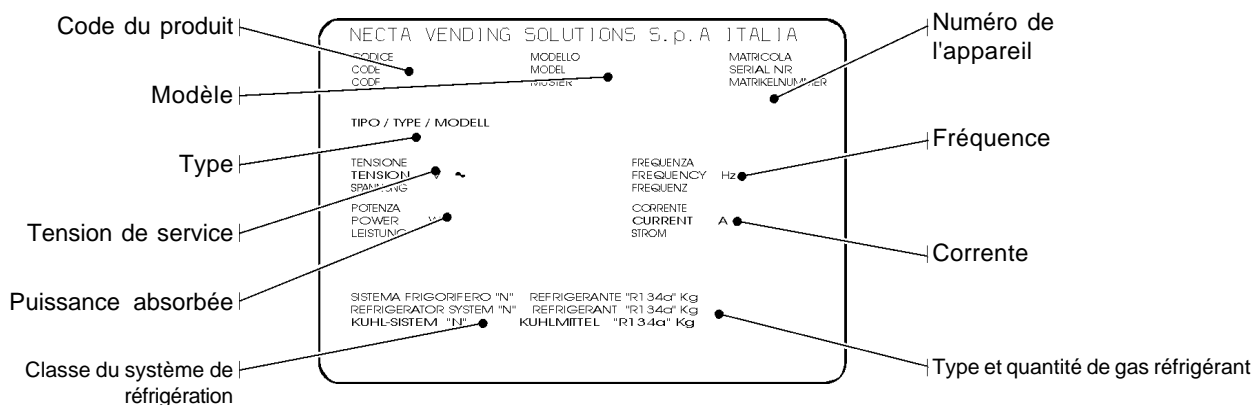 Code du produit
Modèle
Type
Tension de service
Puissance absorbée
Classe du système de
réfrigération
NECTA VENDING SOLUTIONS S.p.A ITALIA
CODICE MODELLO MATRICOLA
CODE MODEL SERIAL NR
CODE MUSTER MATRIKELNUMMER
TIPO / TYPE / MODELL
TENSIONE FREQUENZA
TENSION V ~ FREQUENCY Hz
SPANNUNG FREQUENZ
POTENZA CORRENTE
POWER W CURRENT A
LEISTUNG STROM
SISTEMA FRIGORIFERO "N" REFRIGERANTE "R134a" Kg
REFRIGERATOR SYSTEM "N" REFRIGERANT "R134a" Kg
KUHL-SISTEM "N" KUHLMITTEL "R134a" Kg
Numéro de
l'appareil
Fréquence
Corrente
Type et quantité de gas réfrigérant